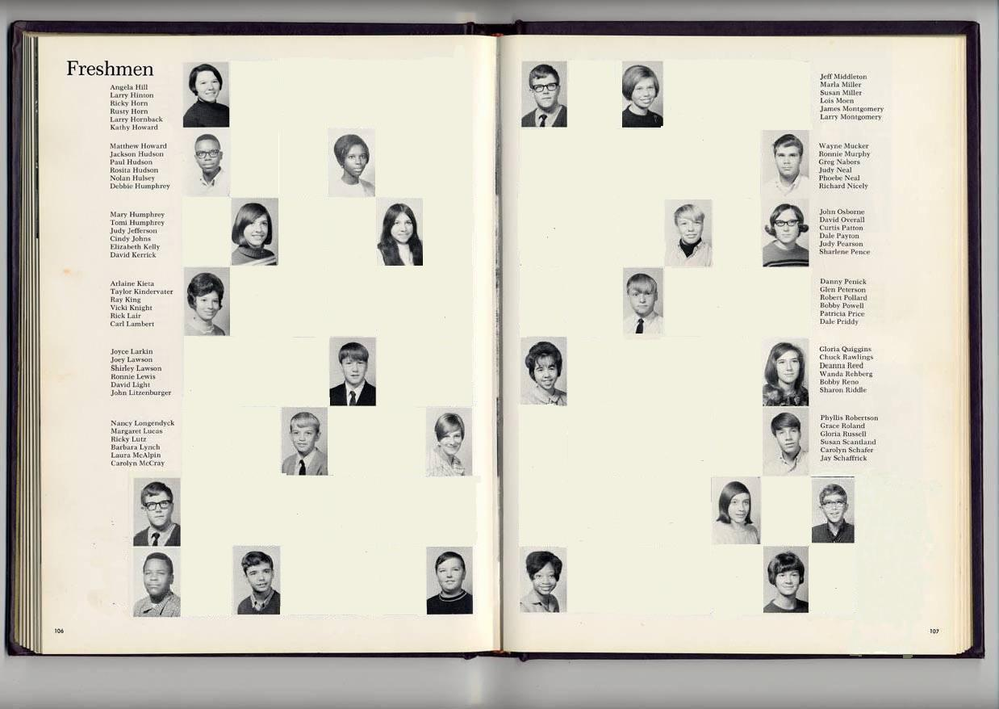 Freshmen
Angela Hill
Larry Hinton
Ricky Horn
Rusty Horn
Larry Hornback
Kathy Howard
Matthew Howard
Jackson Hudson
Paul Hudson
Rosita Hudson
Nolan Hulsey
Debbie Humphrey
Mary Humphrey
Tomi Humphrey
Judy Jefferson
Cindy Johns
Elizabeth Kelly
David Kerrick
Arlaine Kieta
Taylor Kindervater
Ray King
Vicki Knight
Rick Lair
Carl Lambert
Joyce Larkin
Joey Lawson
Shirley Lawson
Ronnie Lewis
David Light
John Litzenburger
Nancy Longendyck
Margaret Lucas
Ricky Lutz
Barbara Lynch
Laura McAlpin
Carolyn McCray
106
Jeff Middleton
Marla Miller
Susan Miller
Lois Moen
James Montgomery
Larry Montgomery
Wayne Mucker
Ronnie Murphy
Greg Nabors
Judy Neal
Phoebe Neal
Richard Nicely
John Osborne
David Overall
Curtis Patton
Dale Payton
Judy Pearson
Sharlene Pence
Danny Penick
Glen Peterson
Robert Pollard
Bobby Powell
Patricia Price
Dale Priddy
Gloria Quiggins
Chuck Rawlings
Deanna Reed
Wanda Rehberg
Bobby Reno
Sharon Riddle
Phyllis Robertson
Grace Roland
Gloria Russell
Susan Scantland
Carolyn Schafer
Jay Schaffrick
107